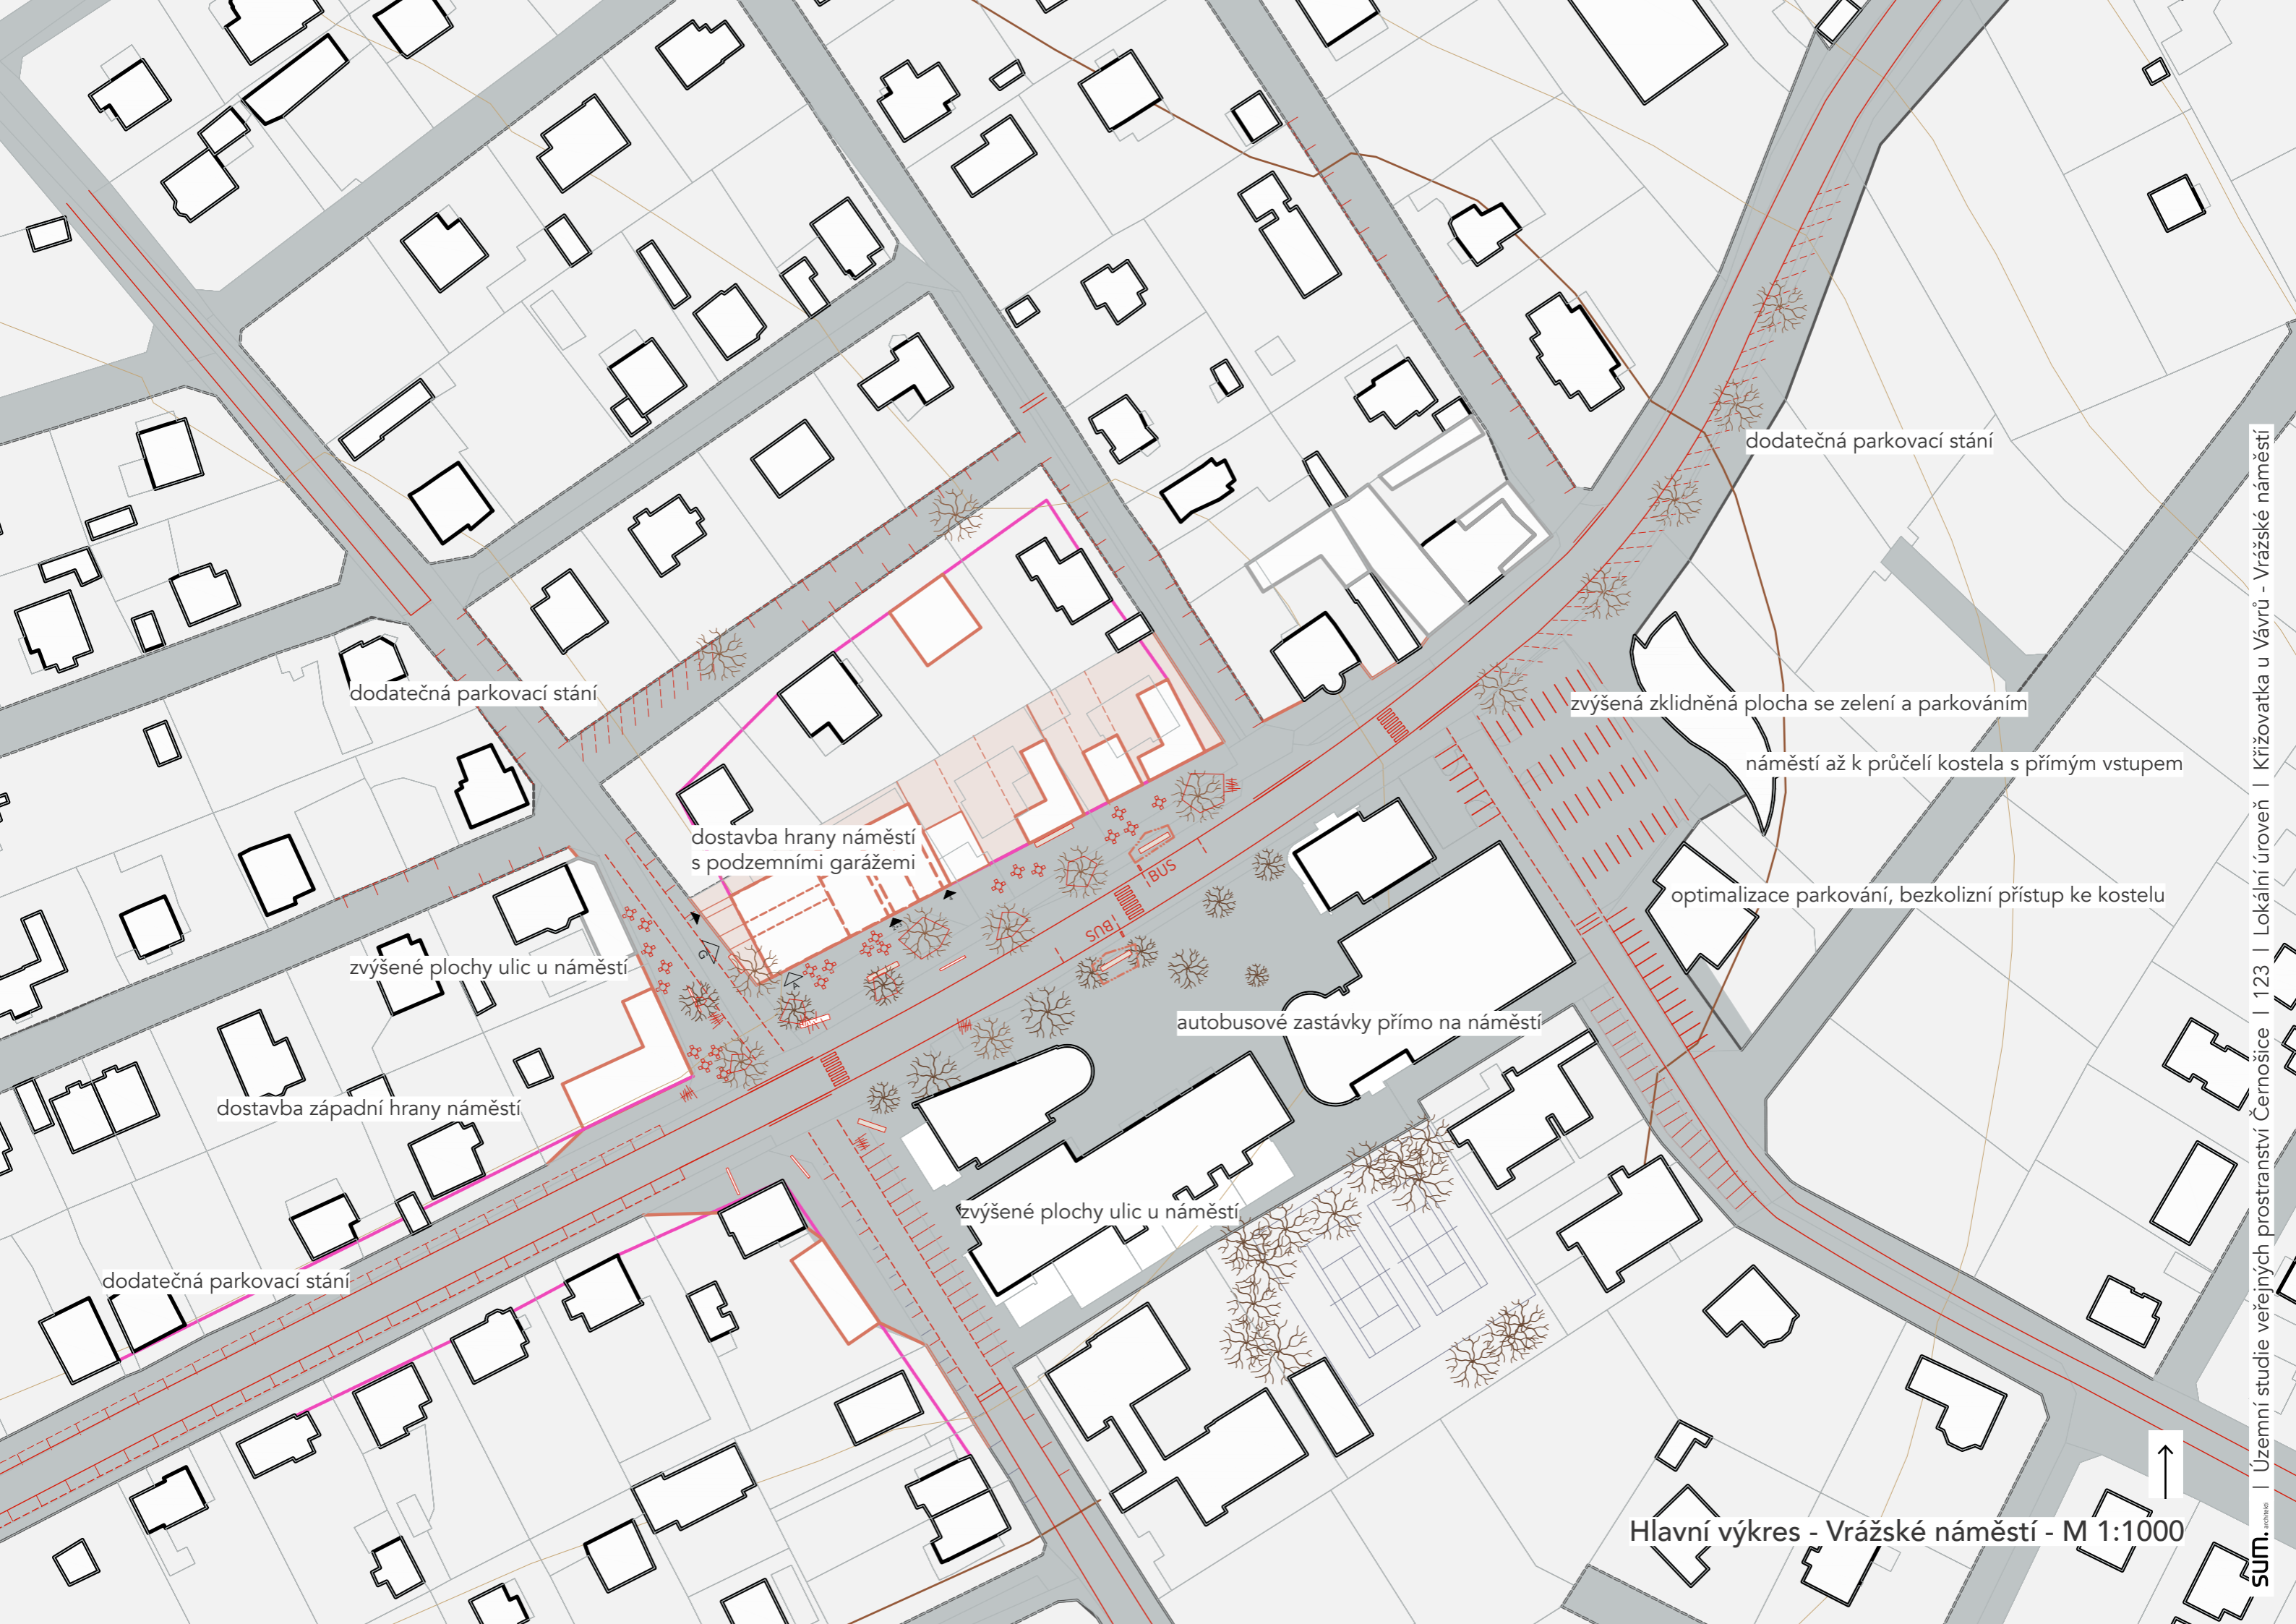 dodatečná parkovací stání
dodatečná parkovací stání
zvýšená zklidněná plocha se zelení a parkováním
náměstí až k průčelí kostela s přímým vstupem
dostavba hrany náměstí
s podzemními garážemi
BUS
optimalizace parkování, bezkolizní přístup ke kostelu
BUS
zvýšené plochy ulic u náměstí
G
A
autobusové zastávky přímo na náměstí
dostavba západní hrany náměstí
zvýšené plochy ulic u náměstí
dodatečná parkovací stání
Hlavní výkres - Vrážské náměstí - M 1:1000
sum. architekti | Územní studie veřejných prostranství Černošice | 123 | Lokální úroveň | Křižovatka u Vávrů - Vrážské náměstí